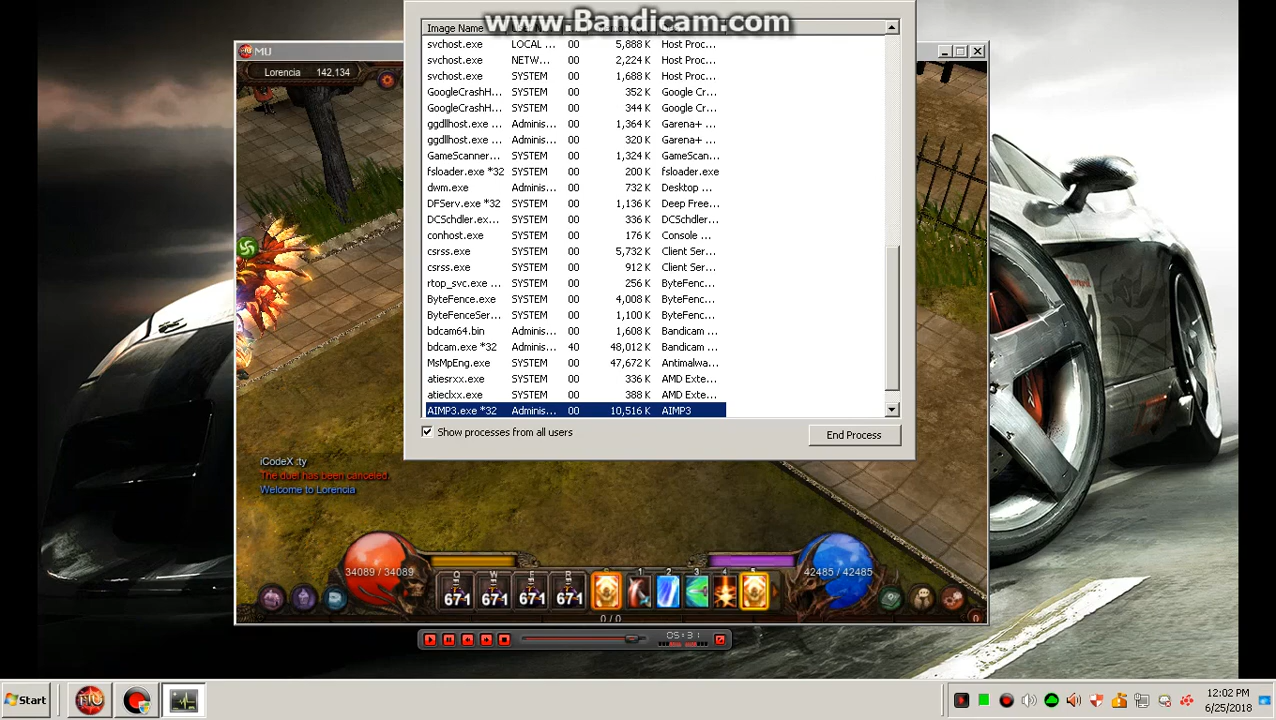 www.Bandicam.com
Image Name
MU
Lorencia 142,134
svchost.exe LOCAL ... 00 5,888 K Host Proc...
svchost.exe NETW... 00 2,224 K Host Proc...
svchost.exe SYSTEM 00 1,688 K Host Proc...
GoogleCrashH... SYSTEM 00 352 K Google Cr...
GoogleCrashH... SYSTEM 00 344 K Google Cr...
ggdllhost.exe ... Adminis... 00 1,364 K Garena+ ...
ggdllhost.exe ... Adminis... 00 320 K Garena+ ...
GameScanner... SYSTEM 00 1,324 K GameScan...
fsloader.exe *32 SYSTEM 00 200 K fsloader.exe
dwm.exe Adminis... 00 732 K Desktop ...
DFServ.exe *32 SYSTEM 00 1,136 K Deep Free...
DCSchdler.ex... SYSTEM 00 336 K DCSchdler...
conhost.exe SYSTEM 00 176 K Console ...
csrss.exe SYSTEM 00 5,732 K Client Ser...
csrss.exe SYSTEM 00 912 K Client Ser...
rtop_svc.exe ... SYSTEM 00 256 K ByteFenc...
ByteFence.exe SYSTEM 00 4,008 K ByteFenc...
ByteFenceSer... SYSTEM 00 1,100 K ByteFenc...
bdcam64.bin Adminis... 00 1,608 K Bandicam ...
bdcam.exe *32 Adminis... 40 48,012 K Bandicam ...
MsMpEng.exe SYSTEM 00 47,672 K Antimalwa...
atiesrxx.exe SYSTEM 00 336 K AMD Exte...
atieclxx.exe SYSTEM 00 388 K AMD Exte...
AIMP3.exe *32 Adminis... 00 10,516 K AIMP3
Show processes from all users
End Process
iCodeX :ty
The duel has been canceled.
Welcome to Lorencia
34089 / 34089
Q W E R
671 671 671 671
1 2 3 4 5
42485 / 42485
0 / 0
0
05:31
Start
MU
12:02 PM
6/25/2018